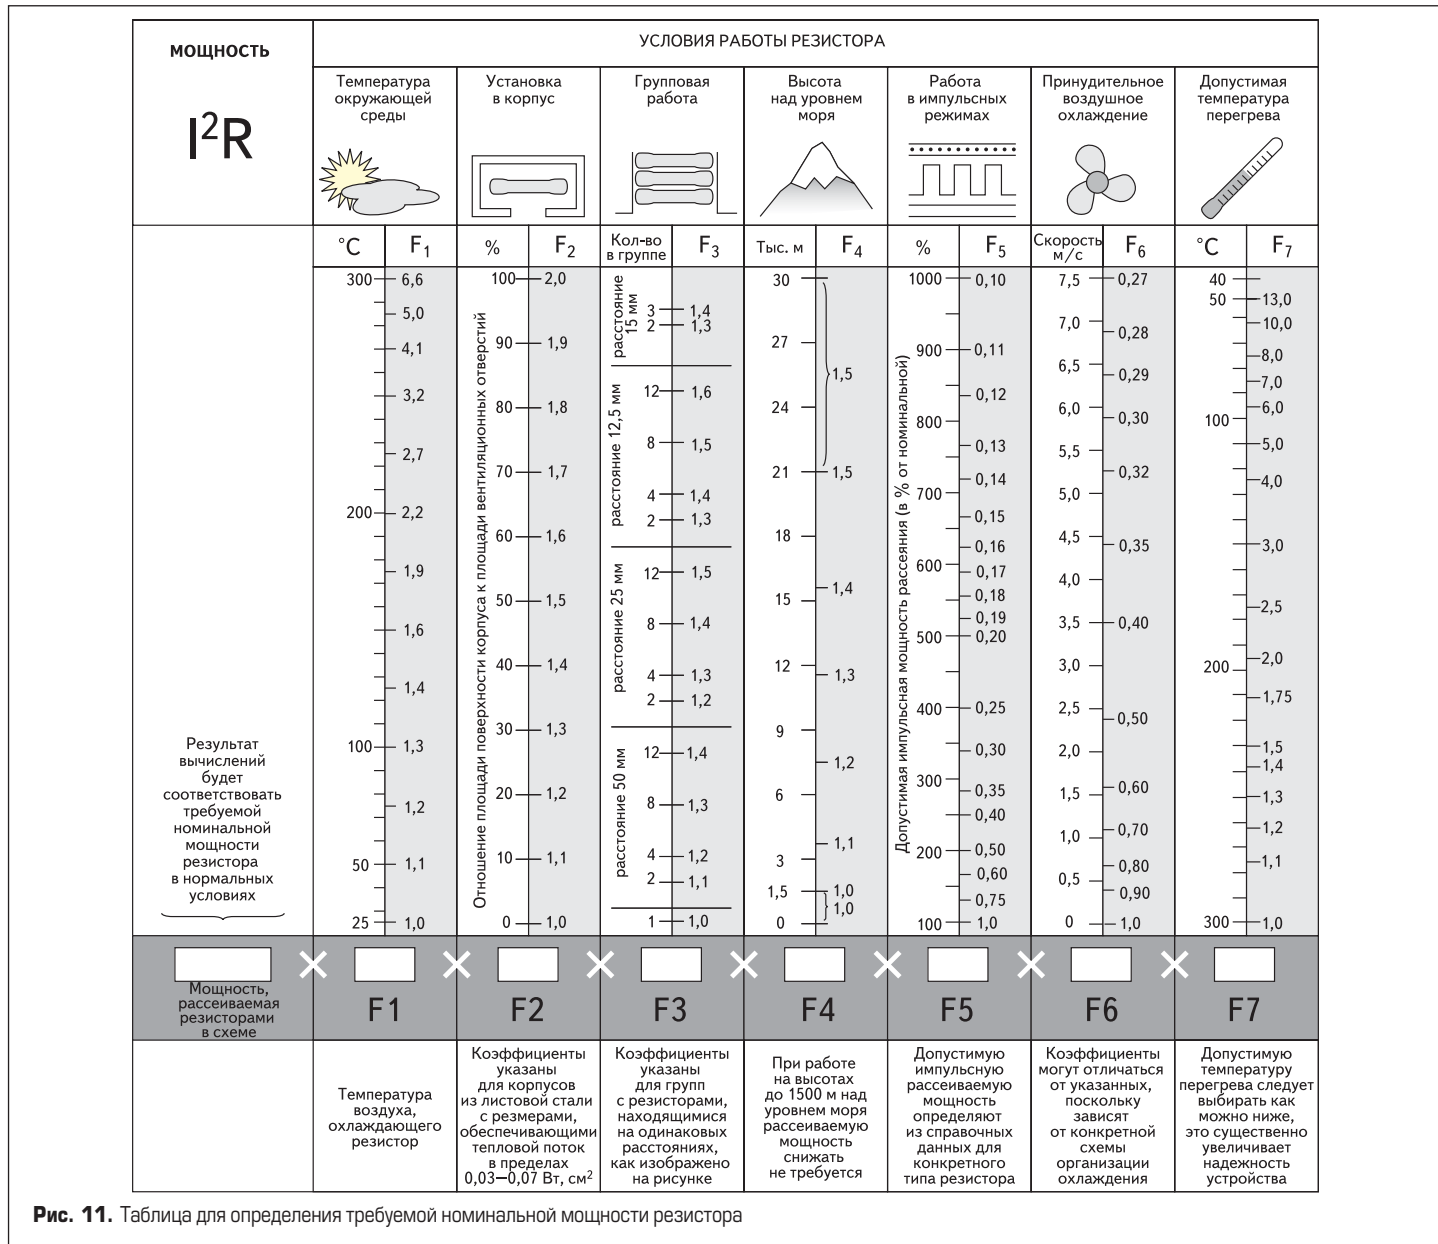 МОЩНОСТЬ
I²R
УСЛОВИЯ РАБОТЫ РЕЗИСТОРА
Температура
окружающей
среды
Установка
в корпус
Групповая
работа
Высота
над уровнем
моря
Работа
в импульсных
режимах
Принудительное
воздушное
охлаждение
Допустимая
температура
перегрева
°C F₁
% F₂
Кол-во
в группе F₃
Тыс. м F₄
% F₅
Скорость
м/с F₆
°C F₇
Результат
вычислений
будет
соответствовать
требуемой
номинальной
мощности
резистора
в нормальных
условиях
300 6,6
5,0
4,1
3,2
2,7
200 2,2
1,9
1,6
1,4
100 1,3
1,2
50 1,1
25 1,0
Отношение площади поверхности корпуса к площади вентиляционных отверстий
100 2,0
90 1,9
80 1,8
70 1,7
60 1,6
50 1,5
40 1,4
30 1,3
20 1,2
10 1,1
0 1,0
расстояние
15 мм
3 1,4
2 1,3
расстояние 12,5 мм
12 1,6
8 1,5
4 1,4
2 1,3
расстояние 25 мм
12 1,5
8 1,4
4 1,3
2 1,2
расстояние 50 мм
12 1,4
8 1,3
4 1,2
2 1,1
1 1,0
30
27
1,5
24
21 1,5
18
15 1,4
12 1,3
9
1,2
6
1,1
3
1,5 1,0
1,0
0
Допустимая импульсная мощность рассеяния (в % от номинальной)
1000 0,10
900 0,11
0,12
800
0,13
0,14
700
0,15
0,16
600 0,17
0,18
0,19
500 0,20
400 0,25
0,30
300
0,35
0,40
200 0,50
0,60
0,75
100 1,0
7,5 0,27
7,0 0,28
6,5 0,29
6,0 0,30
5,5
0,32
5,0
4,5 0,35
4,0
3,5 0,40
3,0
2,5 0,50
2,0
1,5 0,60
1,0 0,70
0,80
0,5 0,90
0 1,0
40
50 13,0
10,0
8,0
7,0
6,0
100
5,0
4,0
3,0
2,5
2,0
200
1,75
1,5
1,4
1,3
1,2
1,1
300 1,0
Мощность,
рассеиваемая
резисторами
в схеме
× F1 × F2 × F3 × F4 × F5 × F6 × F7
Температура
воздуха,
охлаждающего
резистор
Коэффициенты
указаны
для корпусов
из листовой стали
с резмерами,
обеспечивающими
тепловой поток
в пределах
0,03—0,07 Вт, см²
Коэффициенты
указаны
для групп
с резисторами,
находящимися
на одинаковых
расстояниях,
как изображено
на рисунке
При работе
на высотах
до 1500 м над
уровнем моря
рассеиваемую
мощность
снижать
не требуется
Допустимую
импульсную
рассеиваемую
мощность
определяют
из справочных
данных для
конкретного
типа резистора
Коэффициенты
могут отличаться
от указанных,
поскольку
зависят
от конкретной
схемы
организации
охлаждения
Допустимую
температуру
перегрева следует
выбирать как
можно ниже,
это существенно
увеличивает
надежность
устройства
Рис. 11. Таблица для определения требуемой номинальной мощности резистора